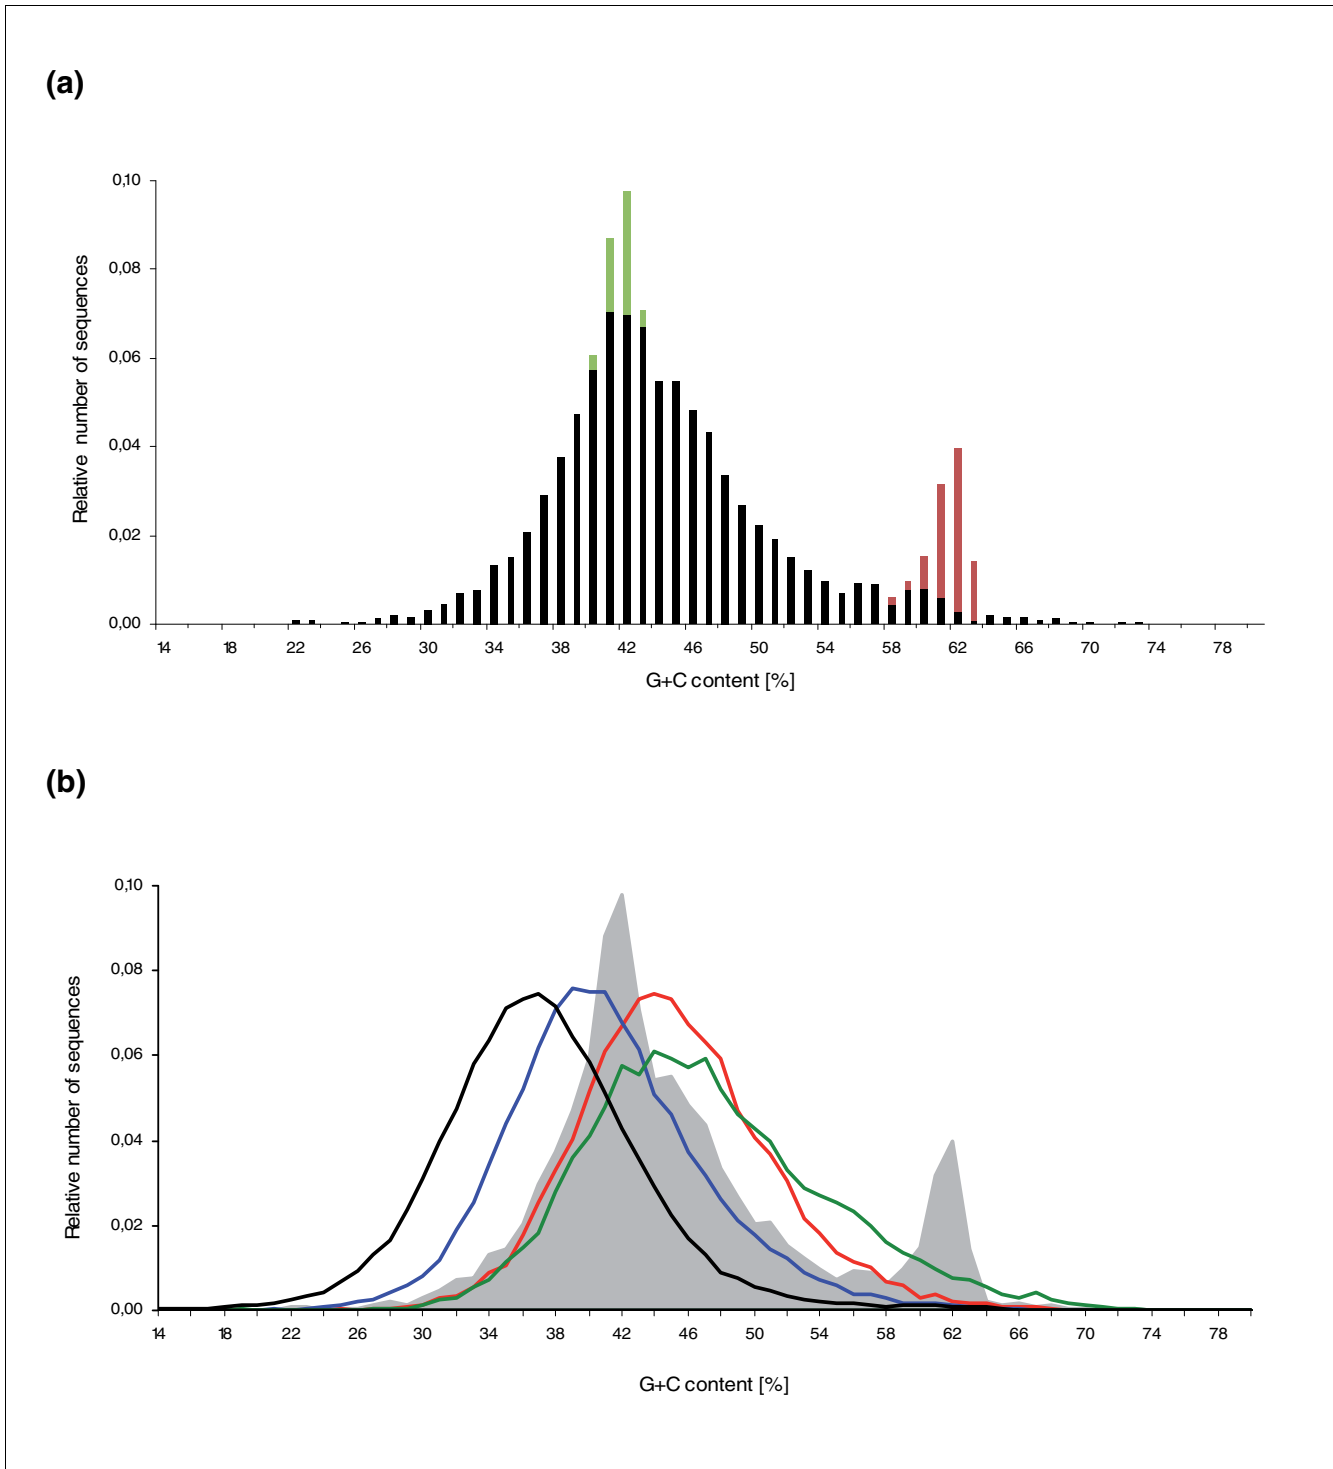 (a)
0,10
0,08
0,06
0,04
0,02
0,00
Relative number of sequences
14 18 22 26 30 34 38 42 46 50 54 58 62 66 70 74 78
G+C content [%]
(b)
0,10
0,08
0,06
0,04
0,02
0,00
Relative number of sequences
14 18 22 26 30 34 38 42 46 50 54 58 62 66 70 74 78
G+C content [%]